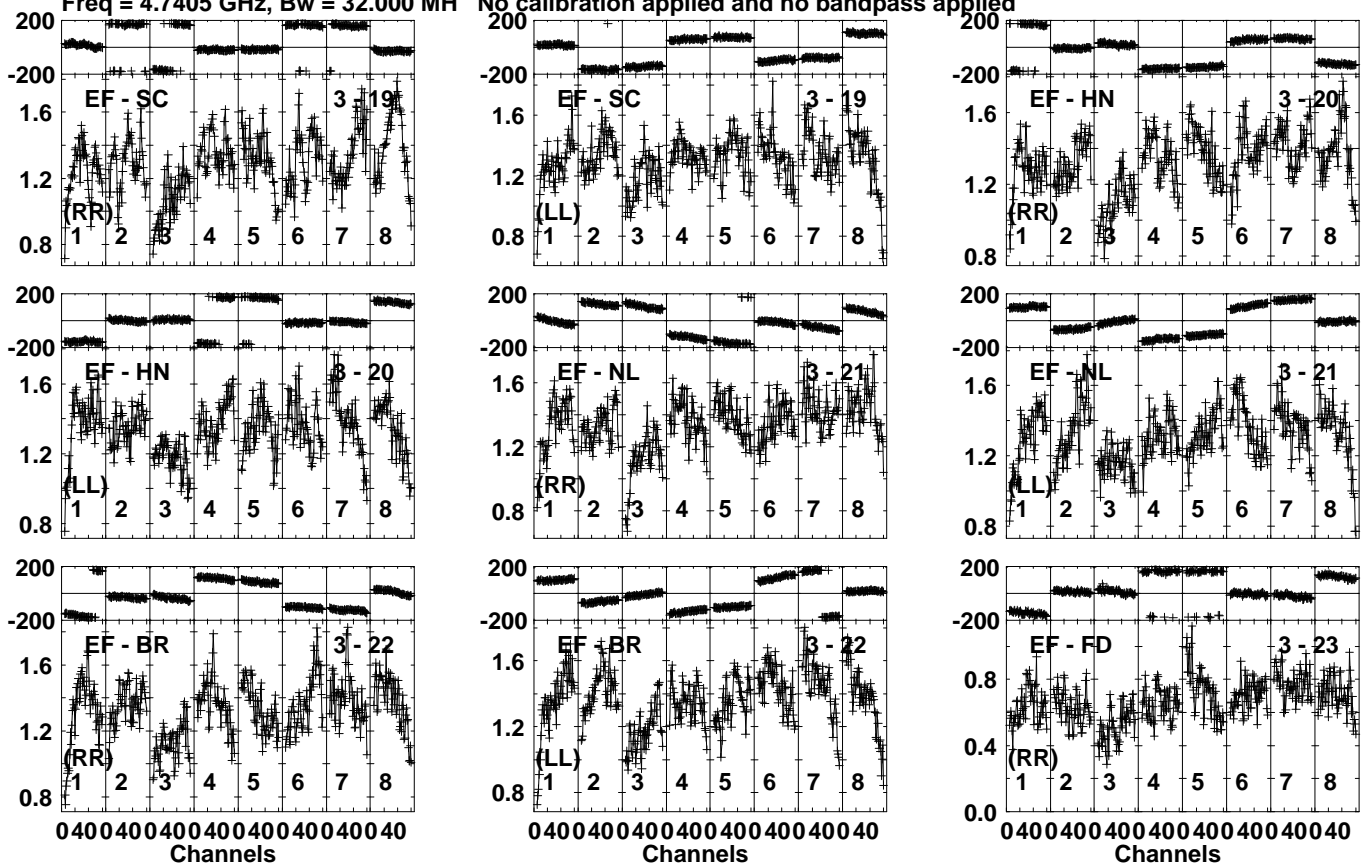 Freq = 4.7405 GHz, Bw = 32.000 MH No calibration applied and no bandpass applied
200 200 200
-200 -200 -200
EF - SC 3 - 19 EF - SC 3 - 19 EF - HN 3 - 20
1.6 1.6 1.6
1.2 1.2 1.2
(RR) (LL) (RR)
1 2 3 4 5 6 7 8 1 2 3 4 5 6 7 8 1 2 3 4 5 6 7 8
0.8 0.8 0.8
200 200 200
-200 -200 -200
EF - HN 3 - 20 EF - NL 3 - 21 EF - NL 3 - 21
1.6 1.6 1.6
1.2 1.2 1.2
(LL) (RR) (LL)
1 2 3 4 5 6 7 8 1 2 3 4 5 6 7 8 1 2 3 4 5 6 7 8
0.8 0.8 0.8
200 200 200
-200 -200 -200
EF - BR 3 - 22 EF - BR 3 - 22 EF - FD 3 - 23
1.6 1.6 0.8
1.2 1.2 0.4
(RR) (LL) (RR)
1 2 3 4 5 6 7 8 1 2 3 4 5 6 7 8 1 2 3 4 5 6 7 8
0.8 0.8 0.0
0 40 0 40 0 40 0 40 0 40 0 40 0 40 0 40 0 40 0 40 0 40 0 40 0 40 0 40 0 40 0 40 0 40 0 40 0 40 0 40 0 40 0 40 0 40 0 40
Channels Channels Channels